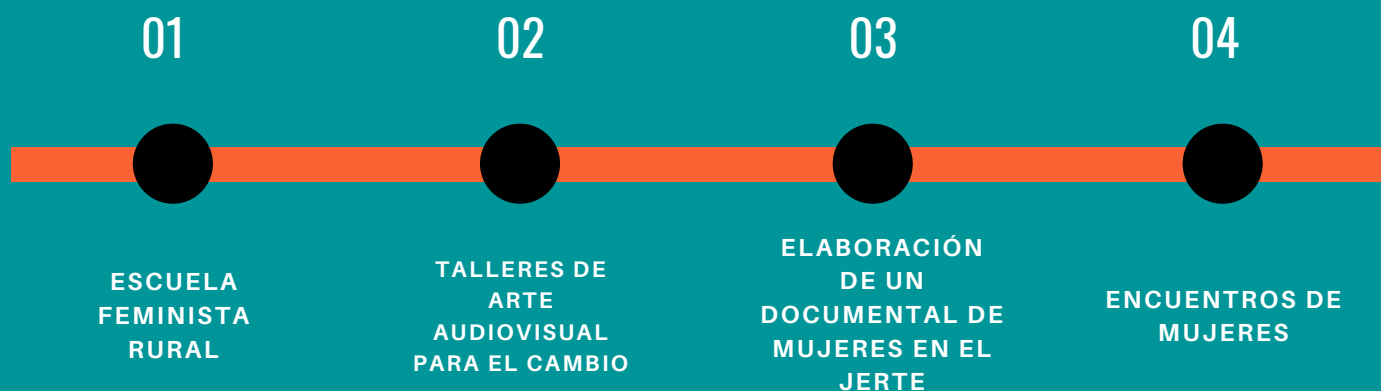 01
ESCUELA
FEMINISTA
RURAL
02
TALLERES DE
ARTE
AUDIOVISUAL
PARA EL CAMBIO
03
ELABORACIÓN
DE UN
DOCUMENTAL DE
MUJERES EN EL
JERTE
04
ENCUENTROS DE
MUJERES